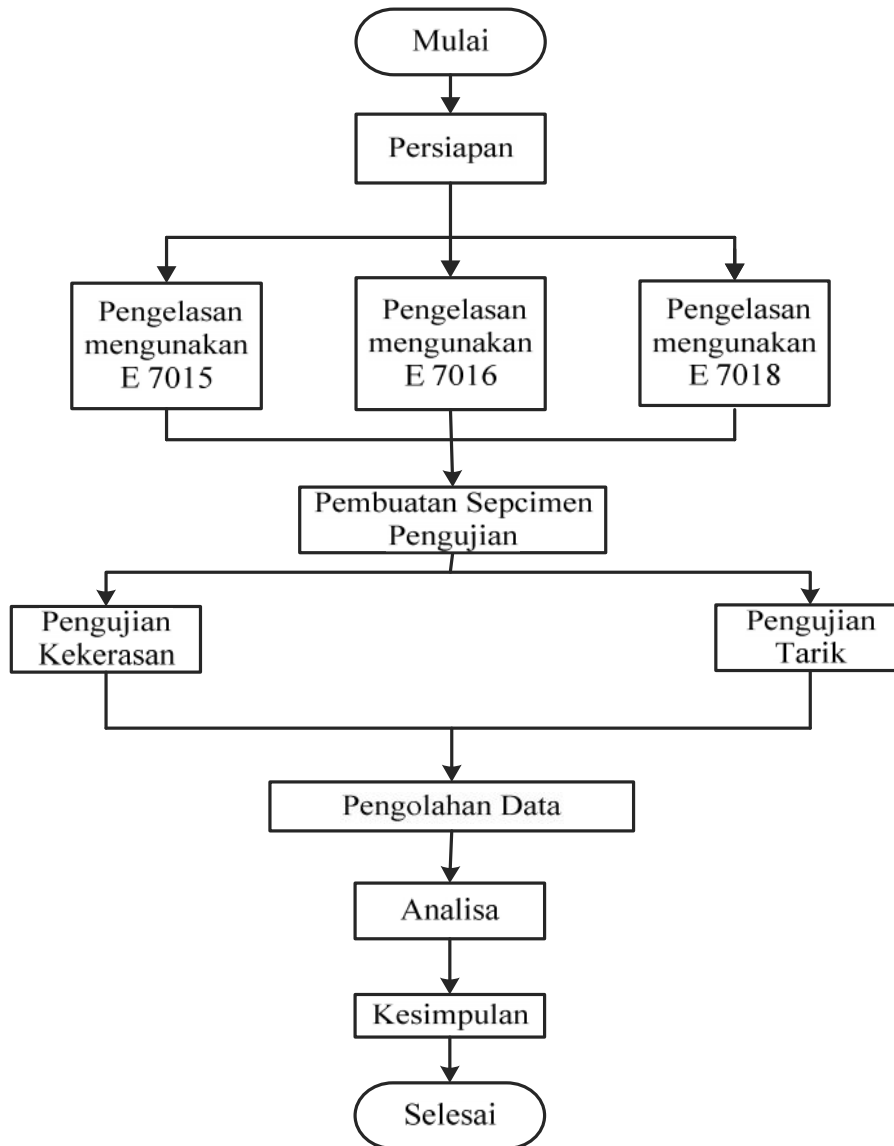 Mulai
Persiapan
Pengelasan
mengunakan
E 7015
Pengelasan
mengunakan
E 7016
Pengelasan
mengunakan
E 7018
Pembuatan Sepcimen
Pengujian
Pengujian
Kekerasan
Pengujian
Tarik
Pengolahan Data
Analisa
Kesimpulan
Selesai